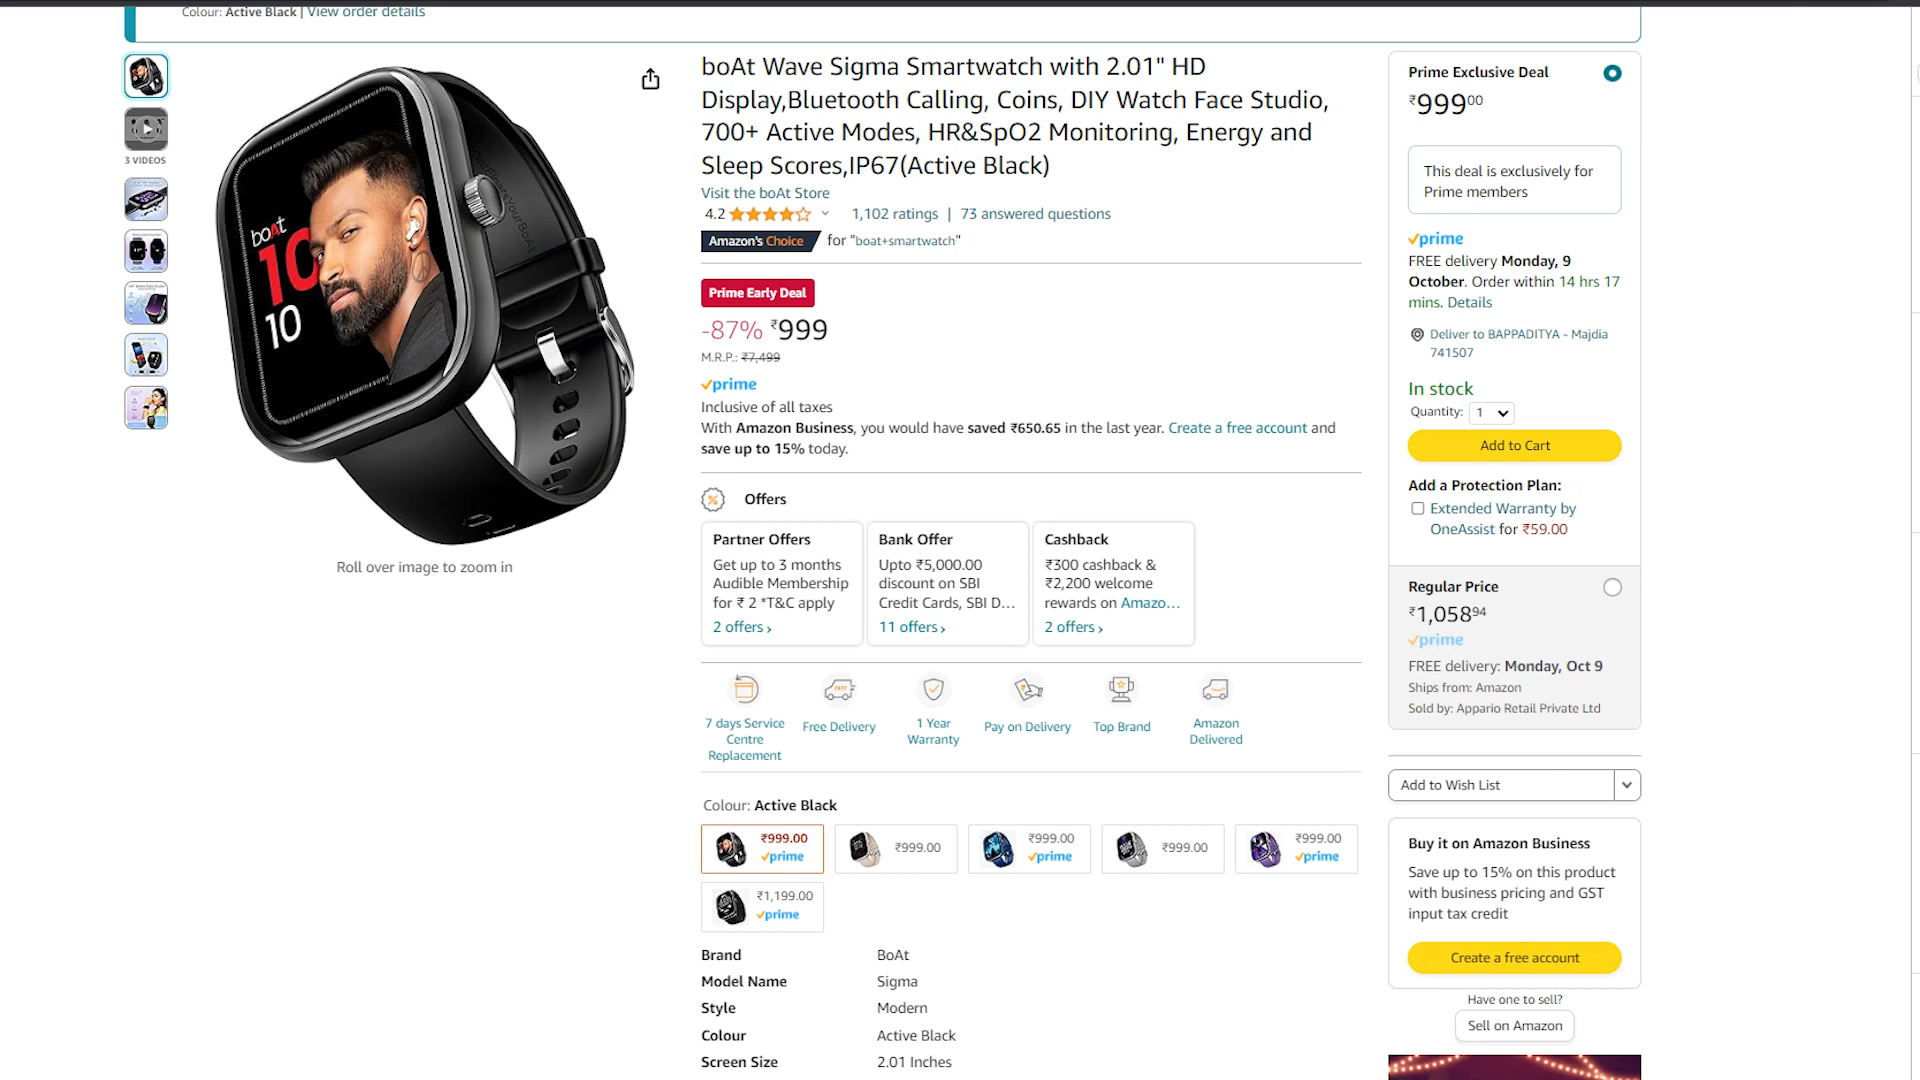 Colour: Active Black | View order details
3 VIDEOS
boAt
10
10
Roll over image to zoom in
boAt Wave Sigma Smartwatch with 2.01" HD
Display,Bluetooth Calling, Coins, DIY Watch Face Studio,
700+ Active Modes, HR&SpO2 Monitoring, Energy and
Sleep Scores,IP67(Active Black)
Visit the boAt Store
4.2 1,102 ratings | 73 answered questions
Amazon's Choice for "boat+smartwatch"
Prime Early Deal
-87% ₹999
M.R.P.: ₹7,499
prime
Inclusive of all taxes
With Amazon Business, you would have saved ₹650.65 in the last year. Create a free account and
save up to 15% today.
Offers
Partner Offers
Get up to 3 months
Audible Membership
for ₹ 2 *T&C apply
2 offers ›
Bank Offer
Upto ₹5,000.00
discount on SBI
Credit Cards, SBI D…
11 offers ›
Cashback
₹300 cashback &
₹2,200 welcome
rewards on Amazo…
2 offers ›
7 days Service
Centre
Replacement
Free Delivery
1 Year
Warranty
Pay on Delivery
Top Brand
Amazon
Delivered
Colour: Active Black
₹999.00
prime
₹999.00
₹999.00
prime
₹999.00
₹999.00
prime
₹1,199.00
prime
Brand BoAt
Model Name Sigma
Style Modern
Colour Active Black
Screen Size 2.01 Inches
Prime Exclusive Deal
₹99900
This deal is exclusively for
Prime members
prime
FREE delivery Monday, 9
October. Order within 14 hrs 17
mins. Details
Deliver to BAPPADITYA - Majdia
741507
In stock
Quantity: 1
Add to Cart
Add a Protection Plan:
Extended Warranty by
OneAssist for ₹59.00
Regular Price
₹1,05894
prime
FREE delivery: Monday, Oct 9
Ships from: Amazon
Sold by: Appario Retail Private Ltd
Add to Wish List
Buy it on Amazon Business
Save up to 15% on this product
with business pricing and GST
input tax credit
Create a free account
Have one to sell?
Sell on Amazon